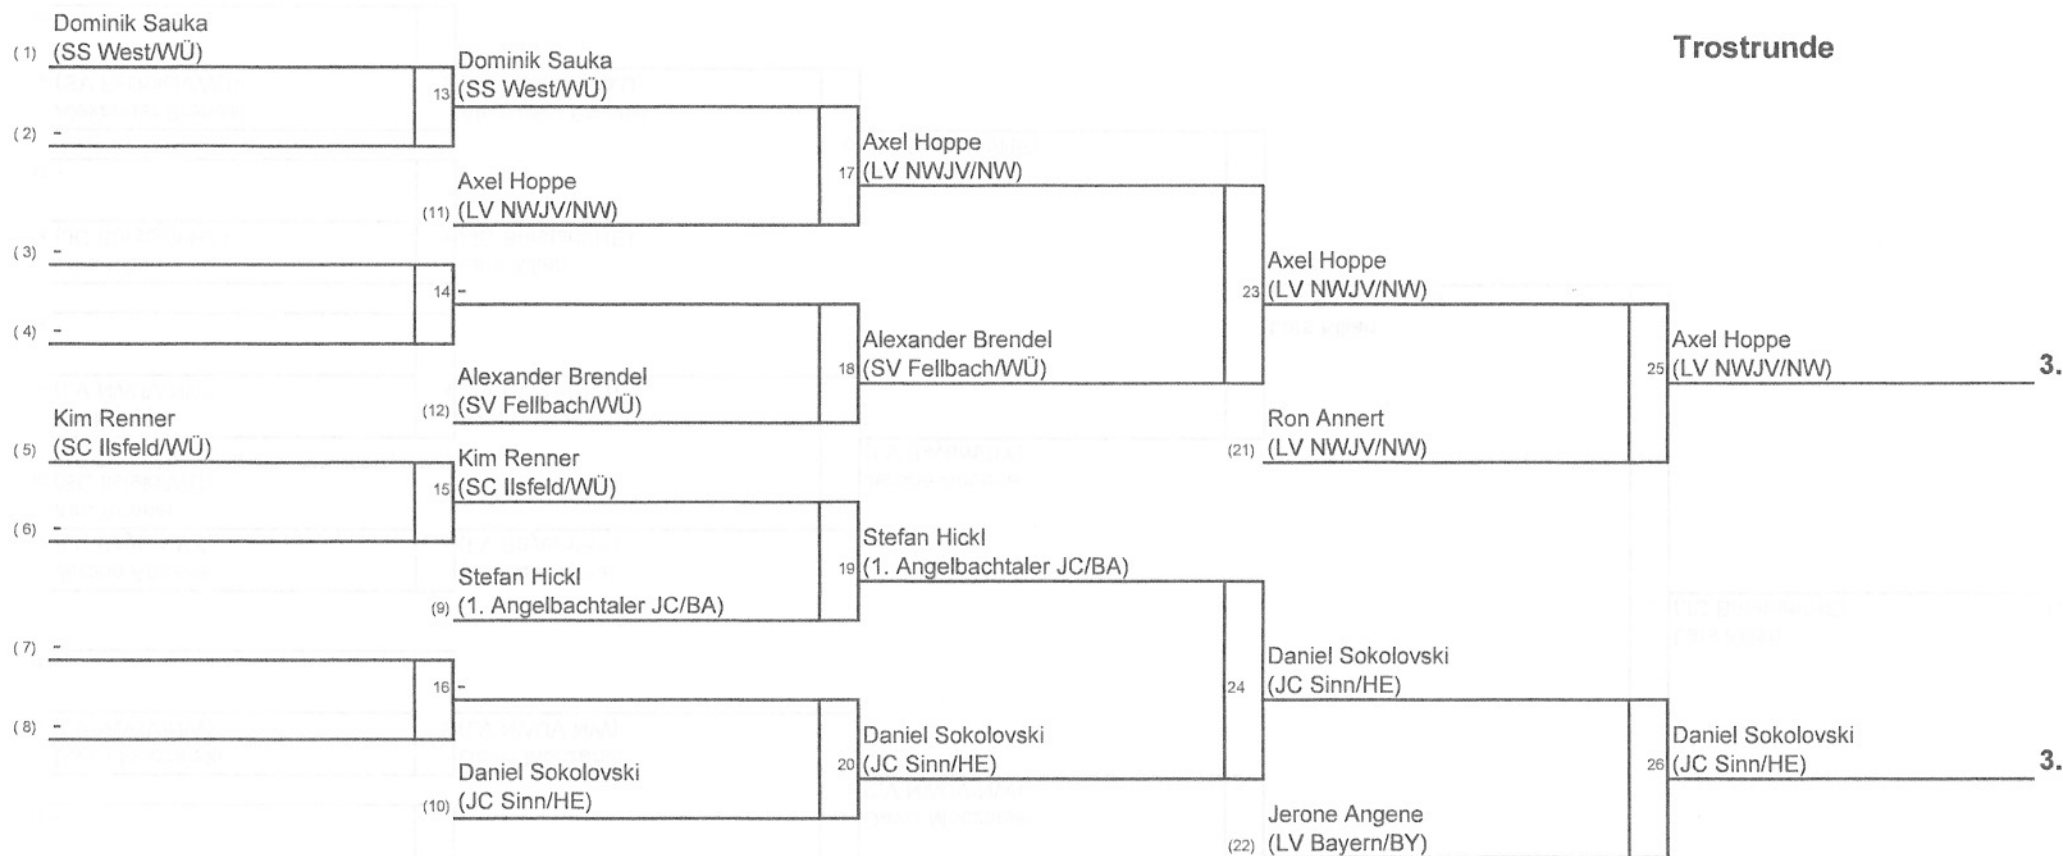 Trostrunde
Dominik Sauka
(1) (SS West/WÜ)
(2) -
(3) -
(4) -
Kim Renner
(5) (SC Ilsfeld/WÜ)
(6) -
(7) -
(8) -
Dominik Sauka
13 (SS West/WÜ)
Axel Hoppe
(11) (LV NWJV/NW)
14 -
Alexander Brendel
(12) (SV Fellbach/WÜ)
Kim Renner
15 (SC Ilsfeld/WÜ)
Stefan Hickl
(9) (1. Angelbachtaler JC/BA)
16 -
Daniel Sokolovski
(10) (JC Sinn/HE)
Axel Hoppe
17 (LV NWJV/NW)
Alexander Brendel
18 (SV Fellbach/WÜ)
Stefan Hickl
19 (1. Angelbachtaler JC/BA)
Daniel Sokolovski
20 (JC Sinn/HE)
Axel Hoppe
23 (LV NWJV/NW)
Ron Annert
(21) (LV NWJV/NW)
Daniel Sokolovski
24 (JC Sinn/HE)
Jerone Angene
(22) (LV Bayern/BY)
Axel Hoppe
25 (LV NWJV/NW) 3.
Daniel Sokolovski
26 (JC Sinn/HE) 3.